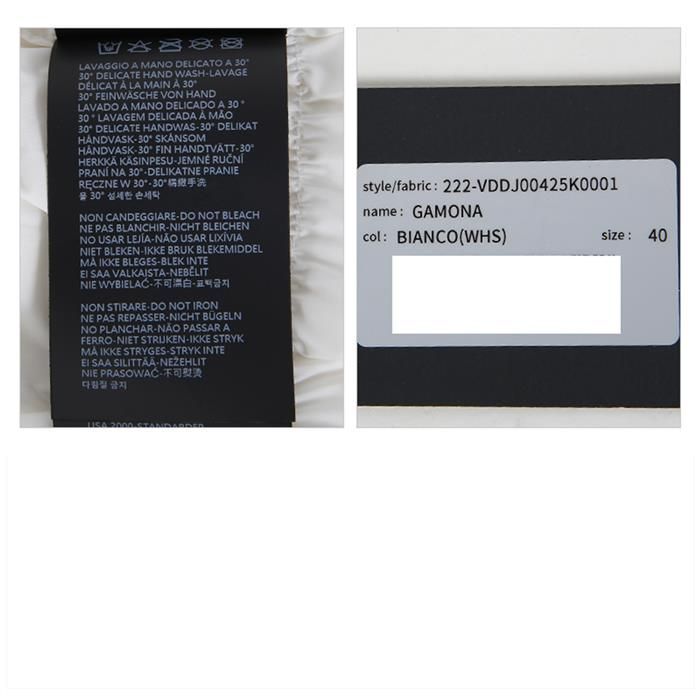 LAVAGGIO A MANO DELICATO A 30°
30° DELICATE HAND WASH-LAVAGE
DÉLICAT À LA MAIN À 30°
30° FEINWÄSCHE VON HAND
LAVADO A MANO DELICADO A 30 °
30° LAVAGEM DELICADA À MÃO
30° DELICATE HANDWAS-30° DELIKAT
HÅNDVASK-30° SKÅNSOM
HÅNDVASK-30° FIN HANDTVÄTT-30°
HERKKÄ KÄSINPESU-JEMNÉ RUČNÍ
PRANÍ NA 30°-DELIKATNE PRANIE
RĘCZNE W 30°-30°精緻手洗
물 30° 섬세한 손세탁
NON CANDEGGIARE-DO NOT BLEACH
NE PAS BLANCHIR-NICHT BLEICHEN
NO USAR LEJÍA-NÃO USAR LIXÍVIA
NIET BLEKEN-IKKE BRUK BLEKEMIDDEL
MÅ IKKE BLEGES-BLEK INTE
EI SAA VALKAISTA-NEBĚLIT
NIE WYBIELAĆ-不可漂白-표백금지
NON STIRARE-DO NOT IRON
NE PAS REPASSER-NICHT BÜGELN
NO PLANCHAR-NÃO PASSAR A
FERRO-NIET STRIJKEN-IKKE STRYK
MÅ IKKE STRYGES-STRYK INTE
EI SAA SILITTÄÄ-NEŽEHLIT
NIE PRASOWAĆ-不可熨燙
다림질 금지
USA 2000-STANDARDER
style/fabric : 222-VDDJ00425K0001
name : GAMONA
col : BIANCO(WHS) size : 40